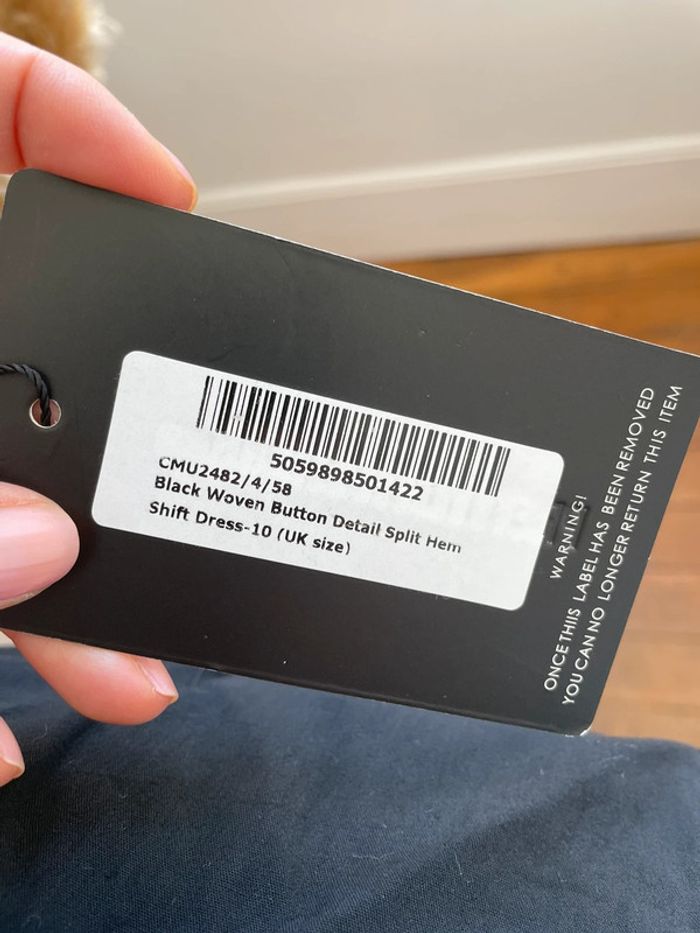 5059898501422
CMU2482/4/58
Black Woven Button Detail Split Hem
Shift Dress-10 (UK size)
WARNING!
ONCE THIIS LABEL HAS BEEN REMOVED
YOU CAN NO LONGER RETURN THIS ITEM